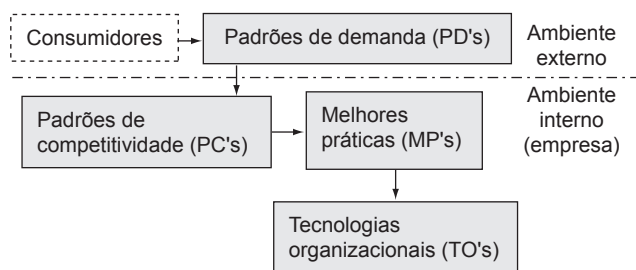 Consumidores
Padrões de demanda (PD's)
Ambiente
externo
Padrões de
competitividade (PC's)
Melhores
práticas (MP's)
Ambiente
interno
(empresa)
Tecnologias
organizacionais (TO's)